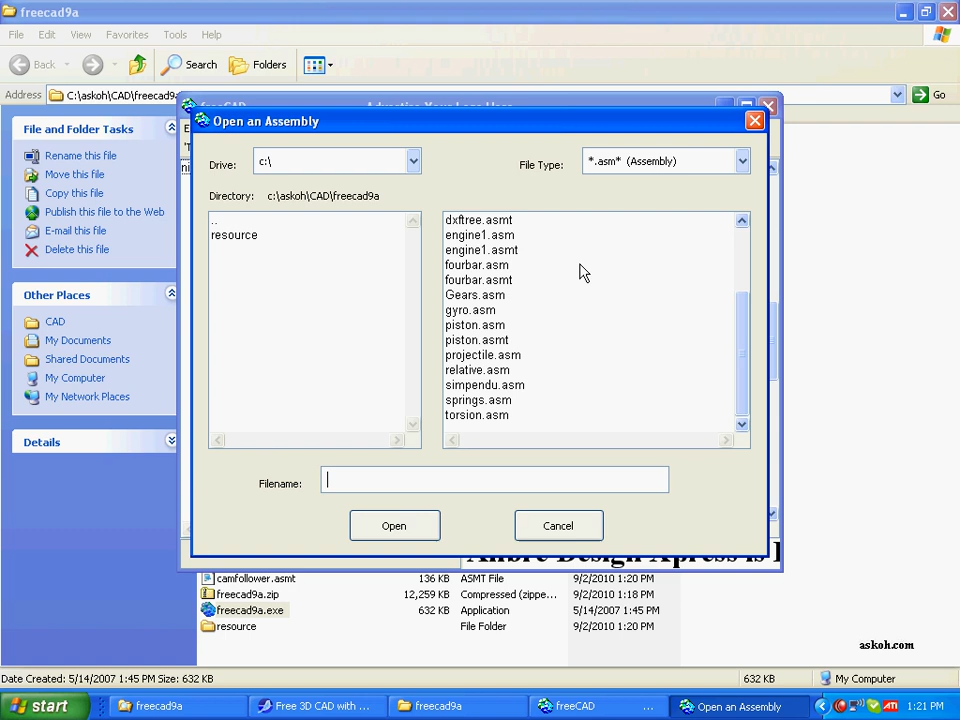 freecad9a
File Edit View Favorites Tools Help
Back Search Folders
Address C:\askoh\CAD\freecad9a Go
Open an Assembly
File and Folder Tasks
Rename this file
Move this file
Copy this file
Publish this file to the Web
E-mail this file
Delete this file
Other Places
CAD
My Documents
Shared Documents
My Computer
My Network Places
Details
Drive: c:\ File Type: *.asm* (Assembly)
Directory: c:\askoh\CAD\freecad9a
..
resource
dxftree.asmt
engine1.asm
engine1.asmt
fourbar.asm
fourbar.asmt
Gears.asm
gyro.asm
piston.asm
piston.asmt
projectile.asm
relative.asm
simpendu.asm
springs.asm
torsion.asm
Filename:
Open Cancel
camfollower.asmt 136 KB ASMT File 9/2/2010 1:20 PM
freecad9a.zip 12,259 KB Compressed (zippe... 9/2/2010 1:18 PM
freecad9a.exe 632 KB Application 5/14/2007 1:45 PM
resource File Folder 9/2/2010 1:20 PM
askoh.com
Date Created: 5/14/2007 1:45 PM Size: 632 KB 632 KB My Computer
start freecad9a Free 3D CAD with ... freecad9a freeCAD ... Open an Assembly ATI 1:21 PM